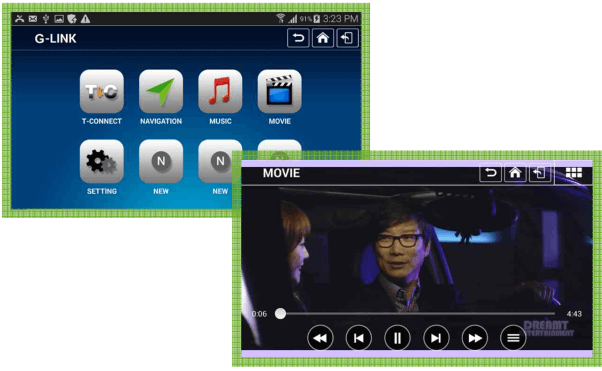 91% 3:23 PM
G-LINK
T-CONNECT NAVIGATION MUSIC MOVIE
N N N
SETTING NEW NEW
MOVIE
0:06 4:43
DREAMT
ENTERTAINMENT